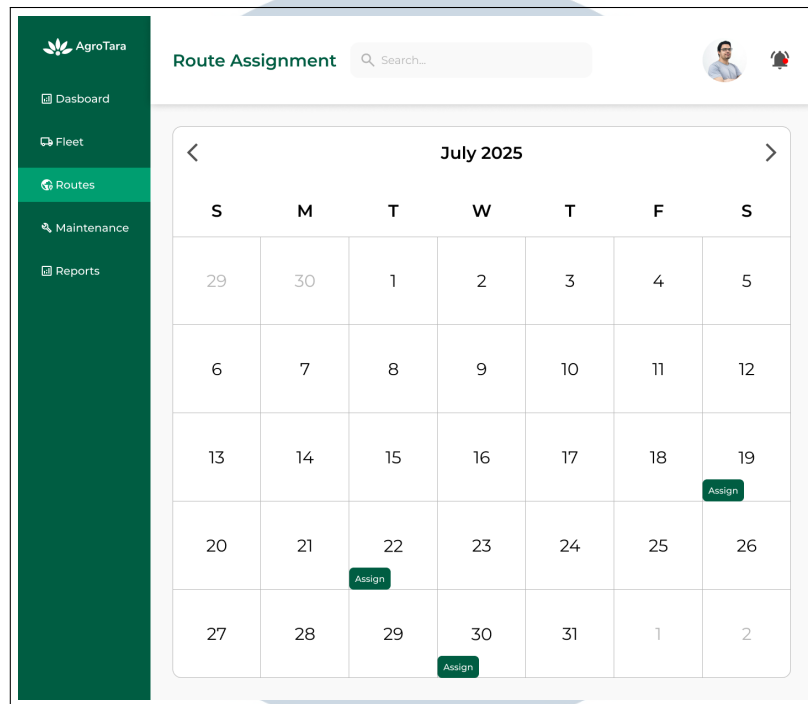 AgroTara
Dasboard
Fleet
Routes
Maintenance
Reports
Route Assignment
Search...
July 2025
S M T W T F S
29 30 1 2 3 4 5
6 7 8 9 10 11 12
13 14 15 16 17 18 19
Assign
20 21 22 23 24 25 26
Assign
27 28 29 30 31 1 2
Assign